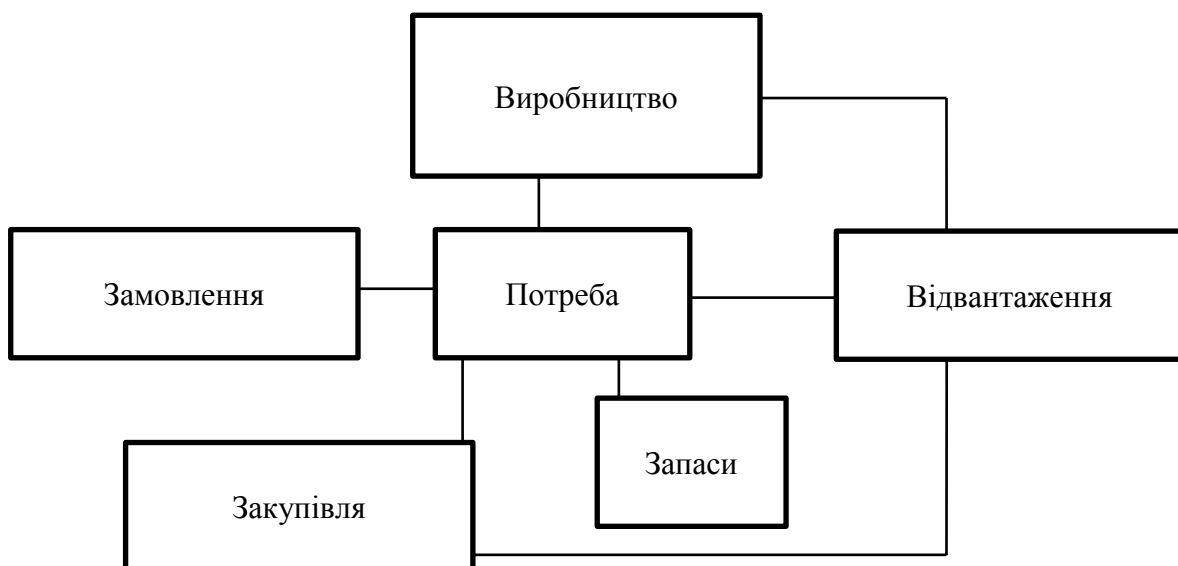 Виробництво
Замовлення
Потреба
Відвантаження
Запаси
Закупівля